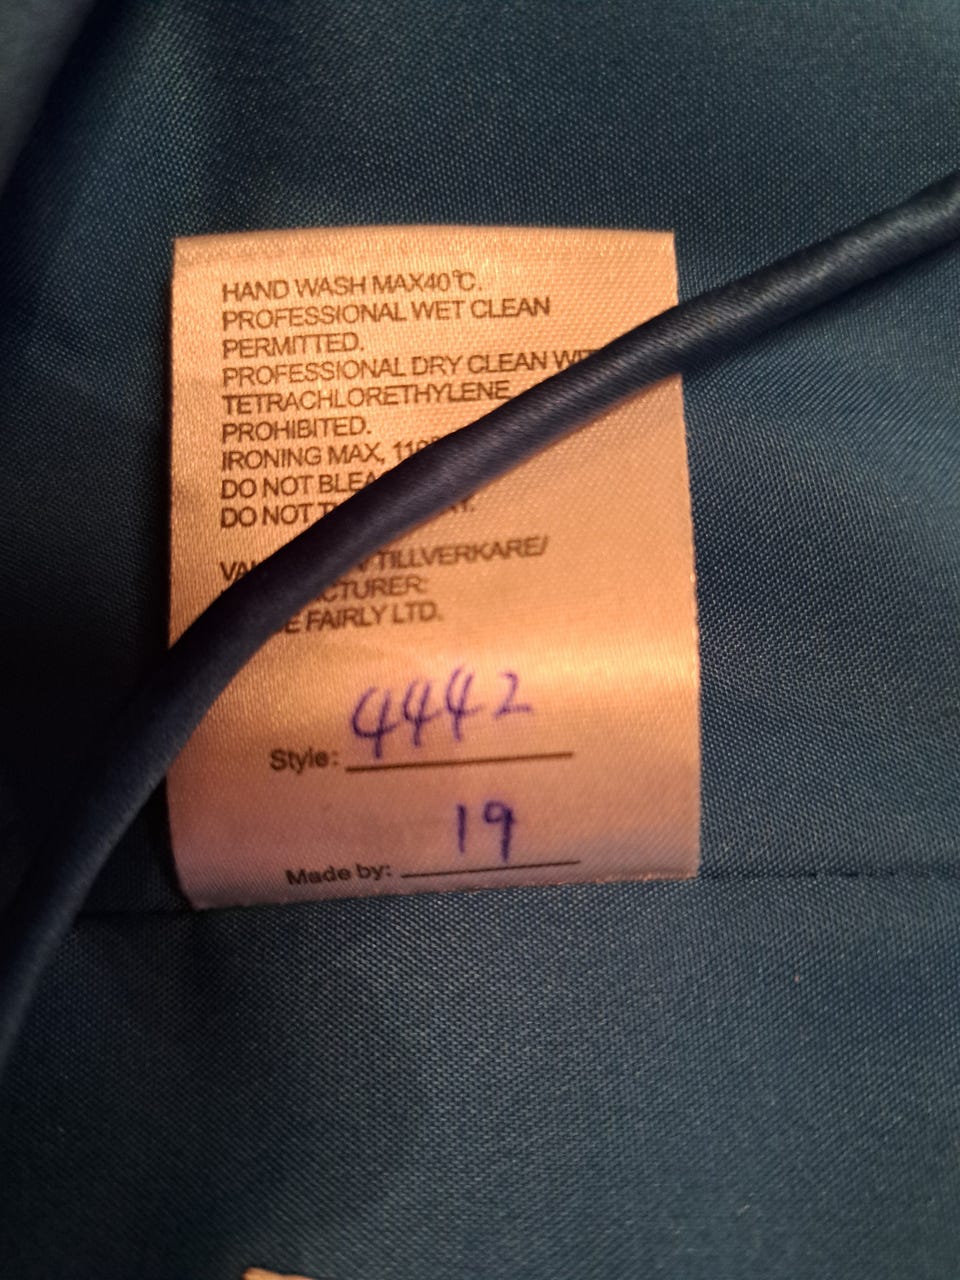 HAND WASH MAX40℃.
PROFESSIONAL WET CLEAN
PERMITTED.
PROFESSIONAL DRY CLEAN
TETRACHLORETHYLENE
PROHIBITED.
IRONING MAX,
DO NOT
DO NOT
TILLVERKARE/
FAIRLY LTD.
4442
Style:
19
Made by: